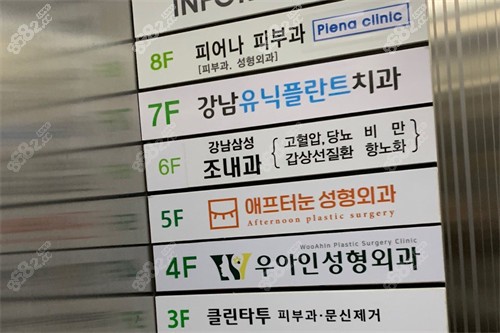 8F 피어나 피부과 Piena clinic
[피부과. 성형외과]
7F 강남유닉플란트치과
6F 강남삼성 조내과 { 고혈압,당뇨 비 만
갑상선질환 항노화 }
5F 애프터눈성형외과
Afternoon plastic surgery
WooAhIn Plastic Surgery Clinic
4F 우아인성형외과
3F 클린타투 피부과·문신제거